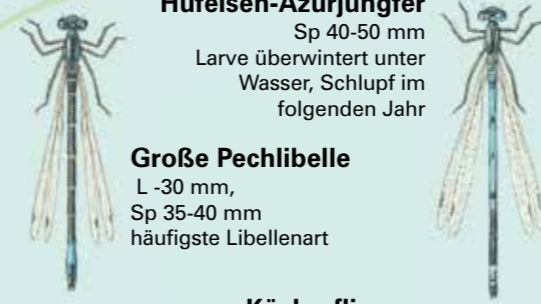 Hufeisen-Azurjungfer
Sp 40-50 mm
Larve überwintert unter
Wasser, Schlupf im
folgenden Jahr
Große Pechlibelle
L -30 mm,
Sp 35-40 mm
häufigste Libellenart